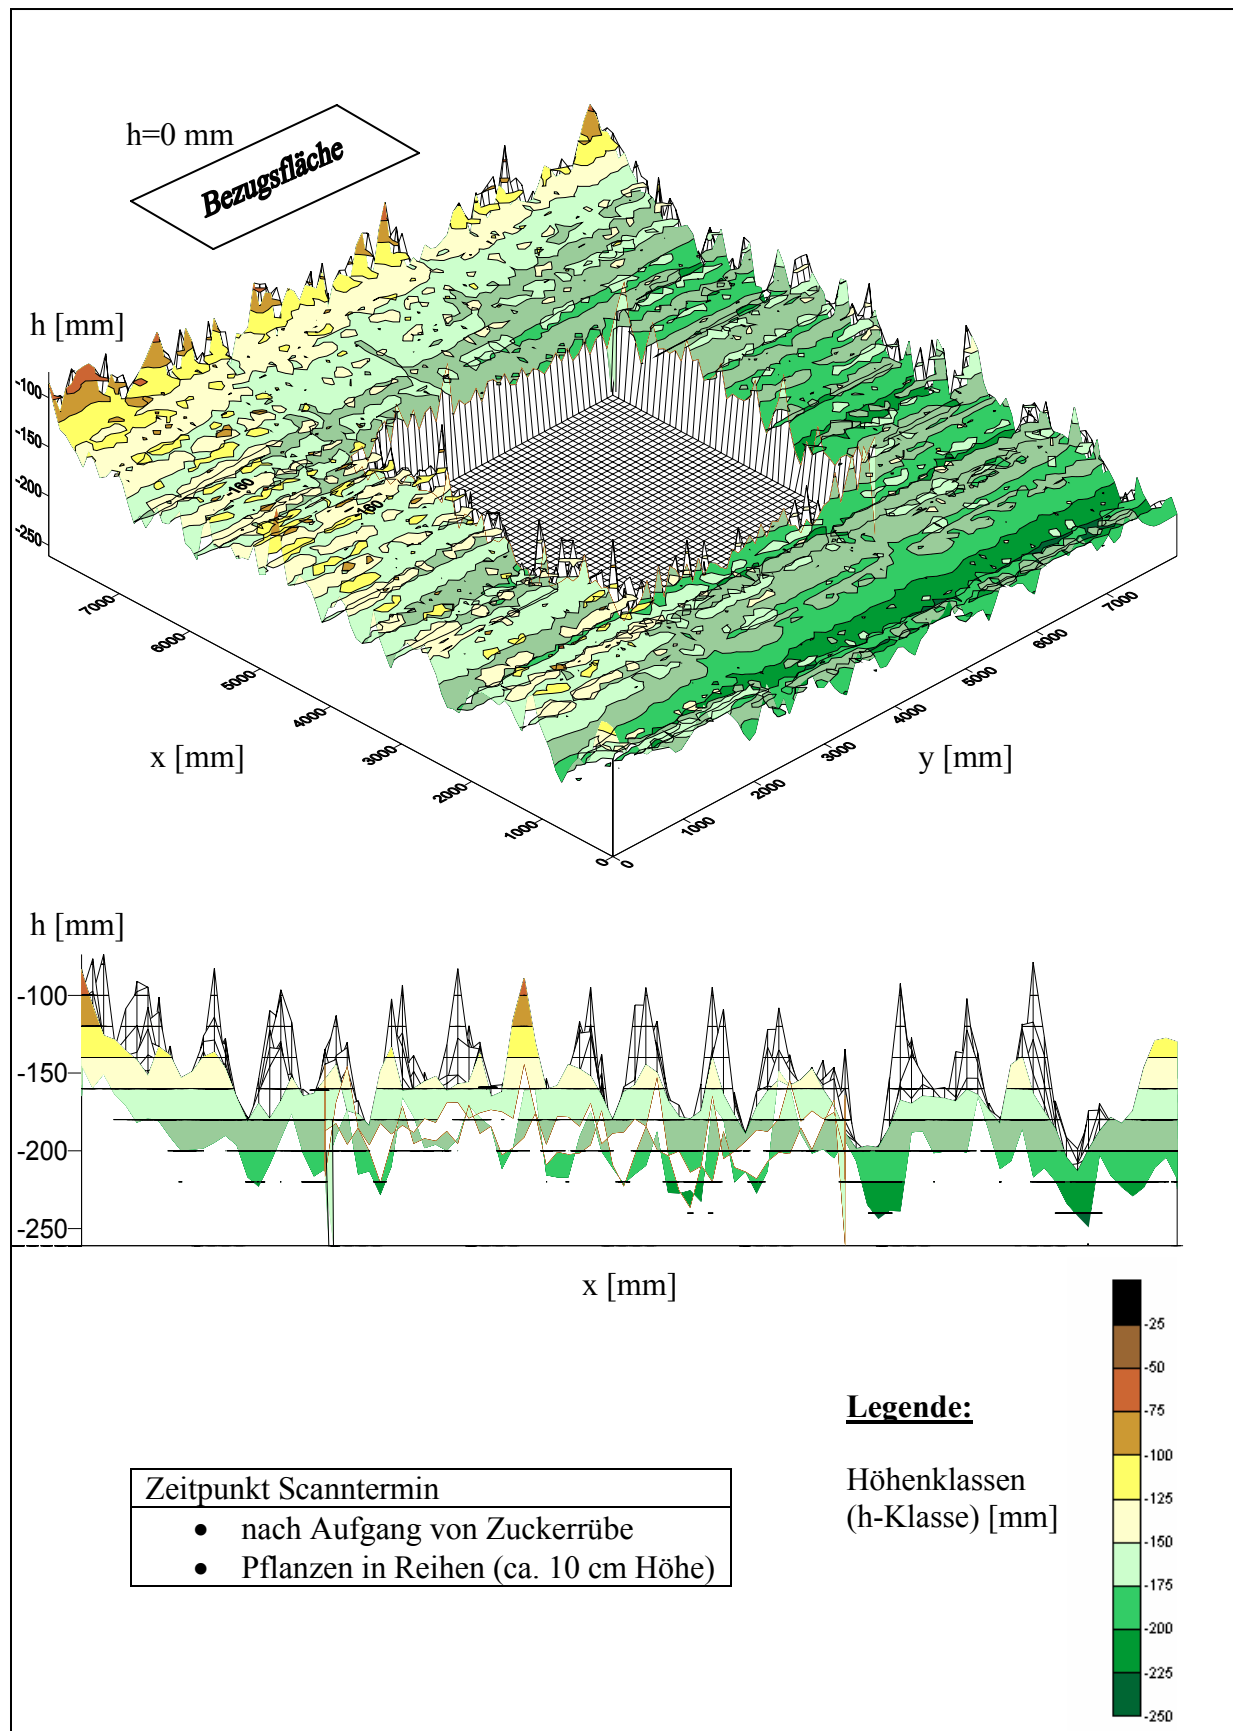 h=0 mm
Bezugsfläche
h [mm]
-100
-150
-200
-250
-160
-160
7000
6000
5000
4000
3000
2000
1000
0
x [mm]
0
1000
2000
3000
4000
5000
6000
7000
y [mm]
h [mm]
-100
-150
-200
-250
x [mm]
-25
-50
-75
-100
-125
-150
-175
-200
-225
-250
Legende:
Höhenklassen
(h-Klasse) [mm]
Zeitpunkt Scanntermin
• nach Aufgang von Zuckerrübe
• Pflanzen in Reihen (ca. 10 cm Höhe)